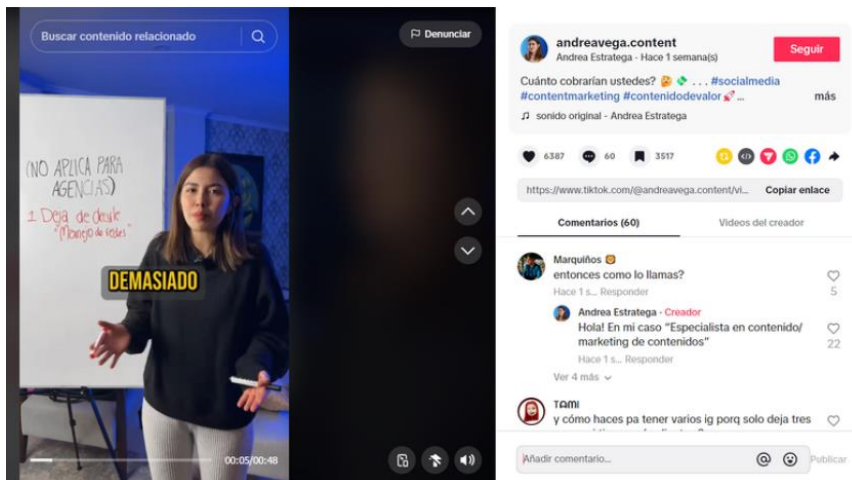 Buscar contenido relacionado
Denunciar
(NO APLICA PARA
AGENCIAS)
1. Deja de decirle
"Manejo de redes"
DEMASIADO
00:05/00:48
andreavega.content
Andrea Estratega · Hace 1 semana(s)
Seguir
Cuánto cobrarían ustedes? 🤔 💸 . . . #socialmedia
#contentmarketing #contenidodevalor 🚀 ...
más
sonido original - Andrea Estratega
6387
60
3517
https://www.tiktok.com/@andreavega.content/vi...
Copiar enlace
Comentarios (60)
Videos del creador
Marquiños
entonces como lo llamas?
Hace 1 s...
Responder
5
Andrea Estratega · Creador
Hola! En mi caso "Especialista en contenido/
marketing de contenidos"
22
Hace 1 s...
Responder
Ver 4 más
TAMI
y cómo haces pa tener varios ig porq solo deja tres
Añadir comentario...
Publicar